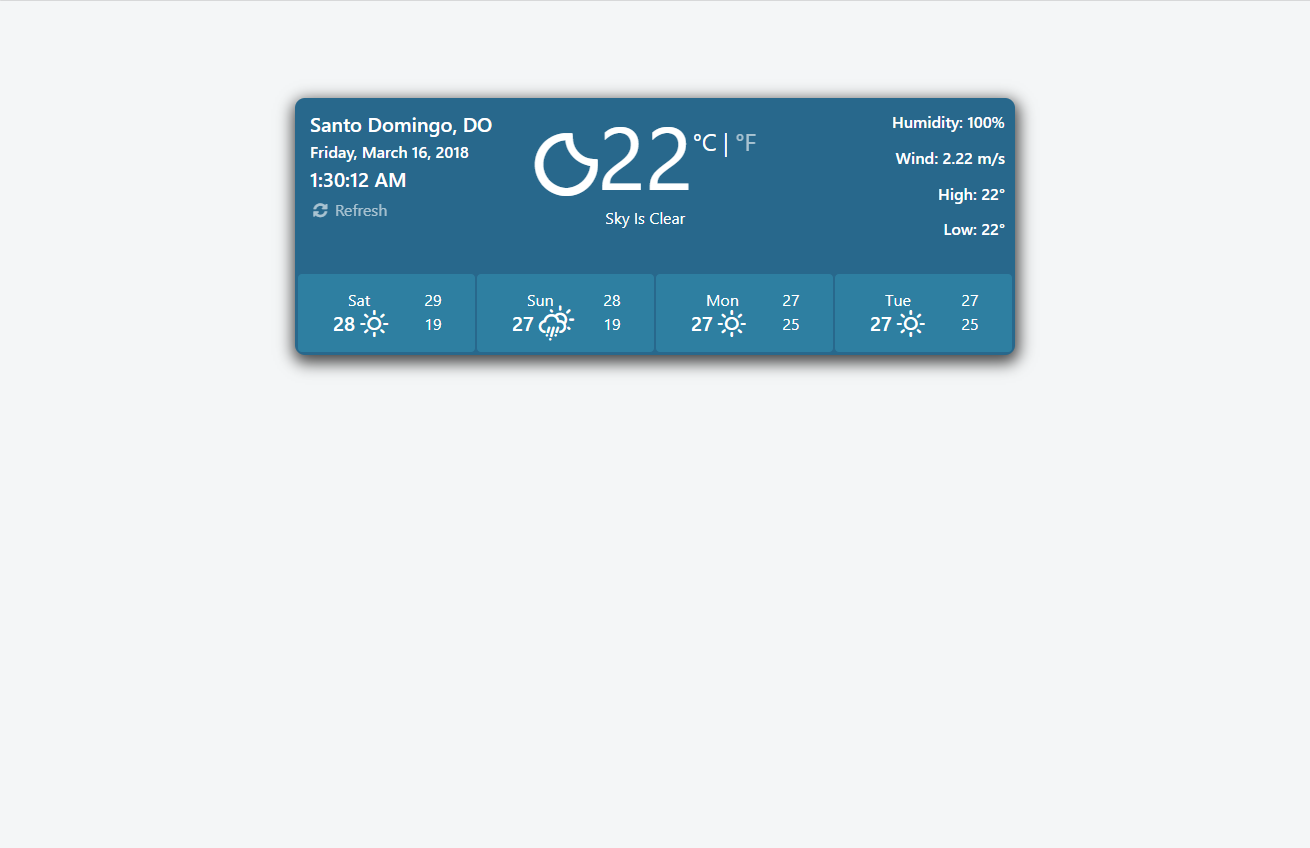 Santo Domingo, DO
Friday, March 16, 2018
1:30:12 AM
Refresh
22 °C | °F
Sky Is Clear
Humidity: 100%
Wind: 2.22 m/s
High: 22°
Low: 22°
Sat 29
28 19
Sun 28
27 19
Mon 27
27 25
Tue 27
27 25